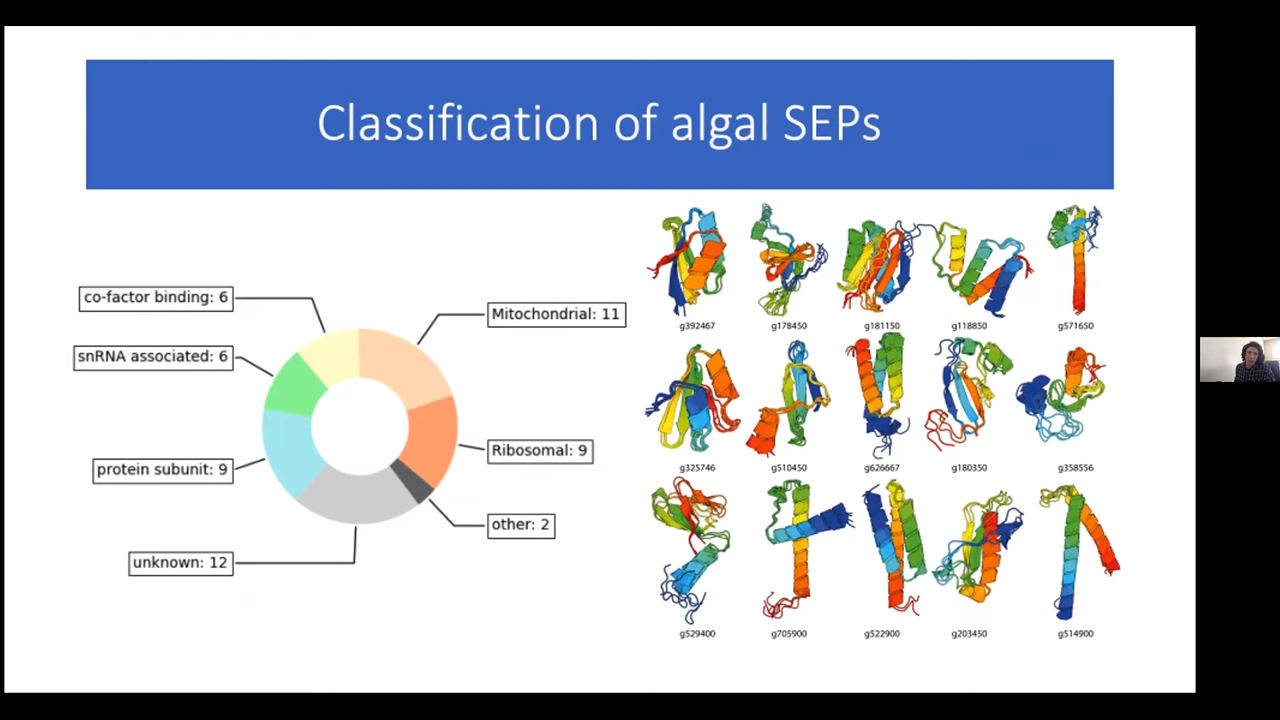 Classification of algal SEPs
co-factor binding: 6
snRNA associated: 6
protein subunit: 9
unknown: 12
Mitochondrial: 11
Ribosomal: 9
other: 2
g392467 g178450 g181150 g118850 g571650
g325746 g510450 g626667 g180350 g358556
g529400 g705900 g522900 g203450 g514900